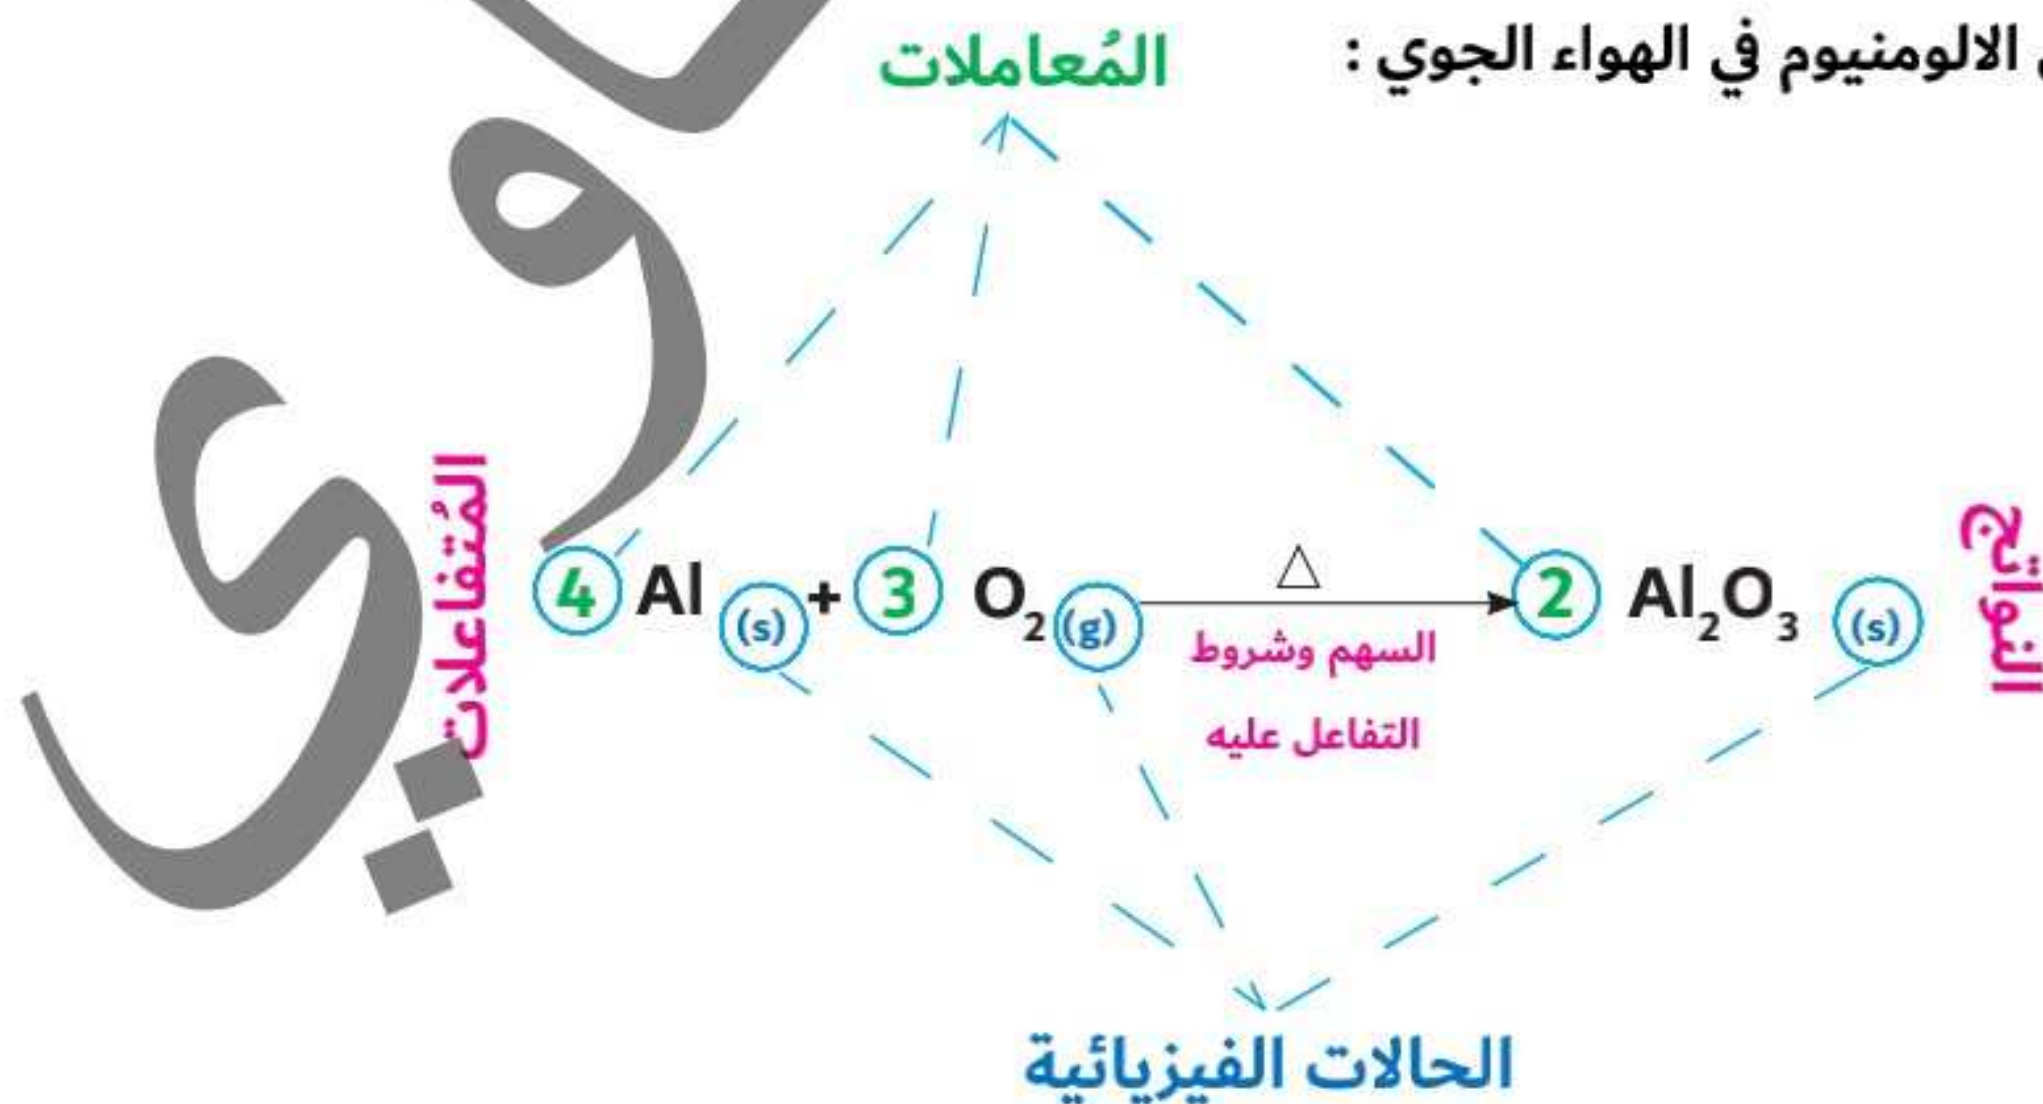 الالومنيوم في الهواء الجوي :
المُعاملات
المُتفاعلات
4 Al (s) + 3 O₂ (g) △ 2 Al₂O₃ (s)
النواتج
السهم وشروط
التفاعل عليه
الحالات الفيزيائية